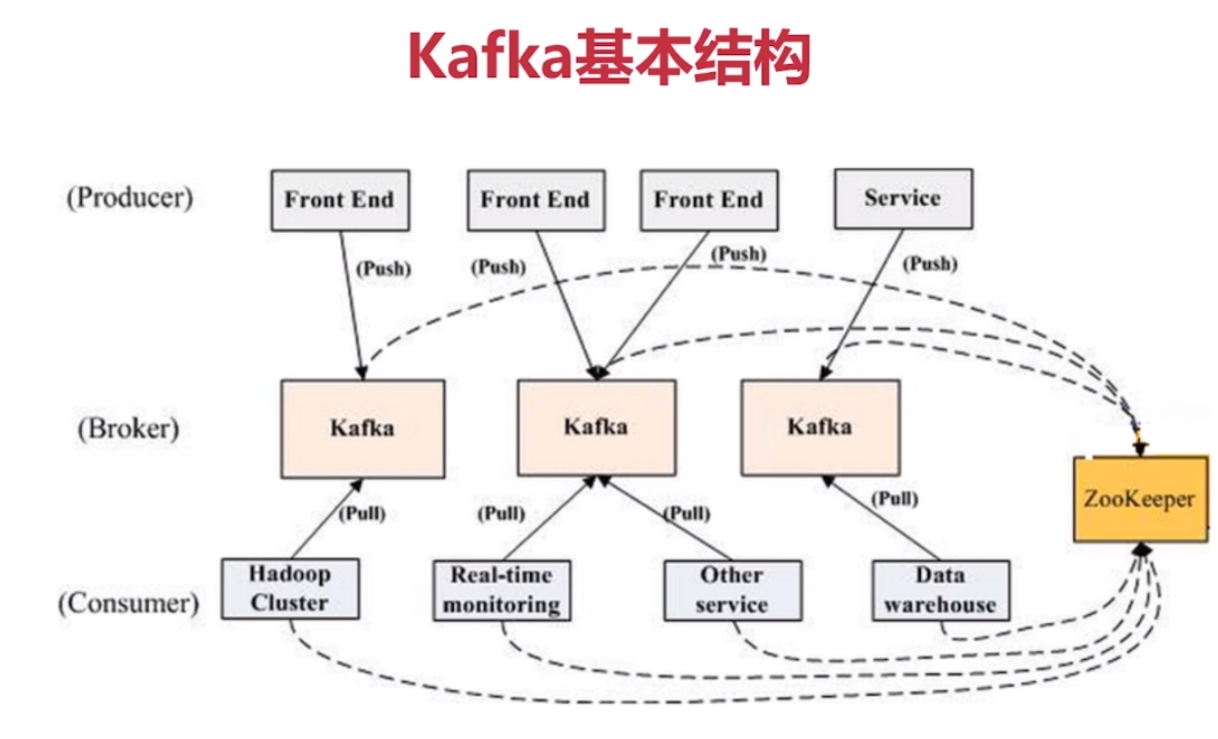 Kafka基本结构
(Producer)
Front End
Front End
Front End
Service
(Push)
(Push)
(Push)
(Push)
(Broker)
Kafka
Kafka
Kafka
ZooKeeper
(Pull)
(Pull)
(Pull)
(Pull)
(Consumer)
Hadoop
Cluster
Real-time
monitoring
Other
service
Data
warehouse